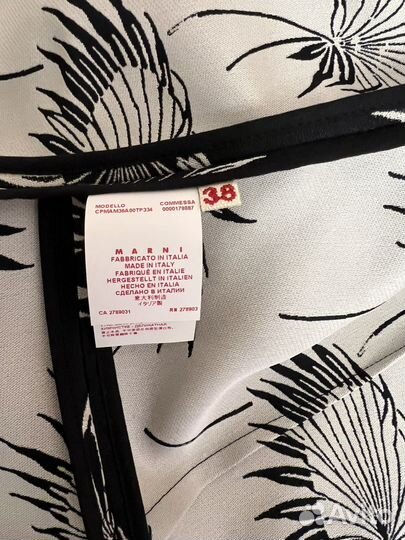 MODELLO COMMESSA
CPMAM36A00TP334 0000178887
38
MARNI
FABBRICATO IN ITALIA
MADE IN ITALY
FABRIQUÉ EN ITALIE
HERGESTELLT IN ITALIEN
HECHO EN ITALIA
СДЕЛАНО В ИТАЛИИ
意大利制造
イタリア製
CA 2789031 RN 278903
Avito